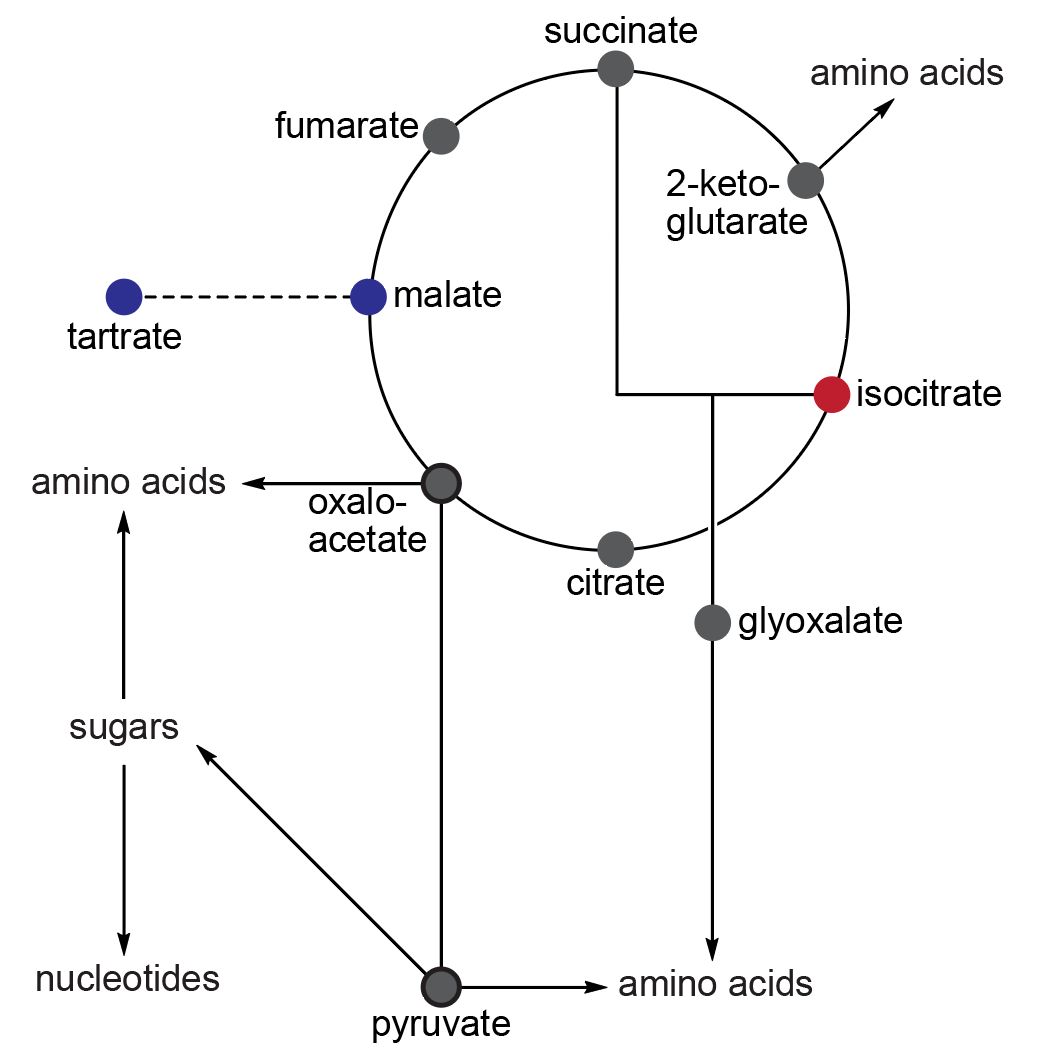 succinate
amino acids
fumarate
2-keto-
glutarate
malate
tartrate
isocitrate
amino acids
oxalo-
acetate
citrate
glyoxalate
sugars
nucleotides
amino acids
pyruvate